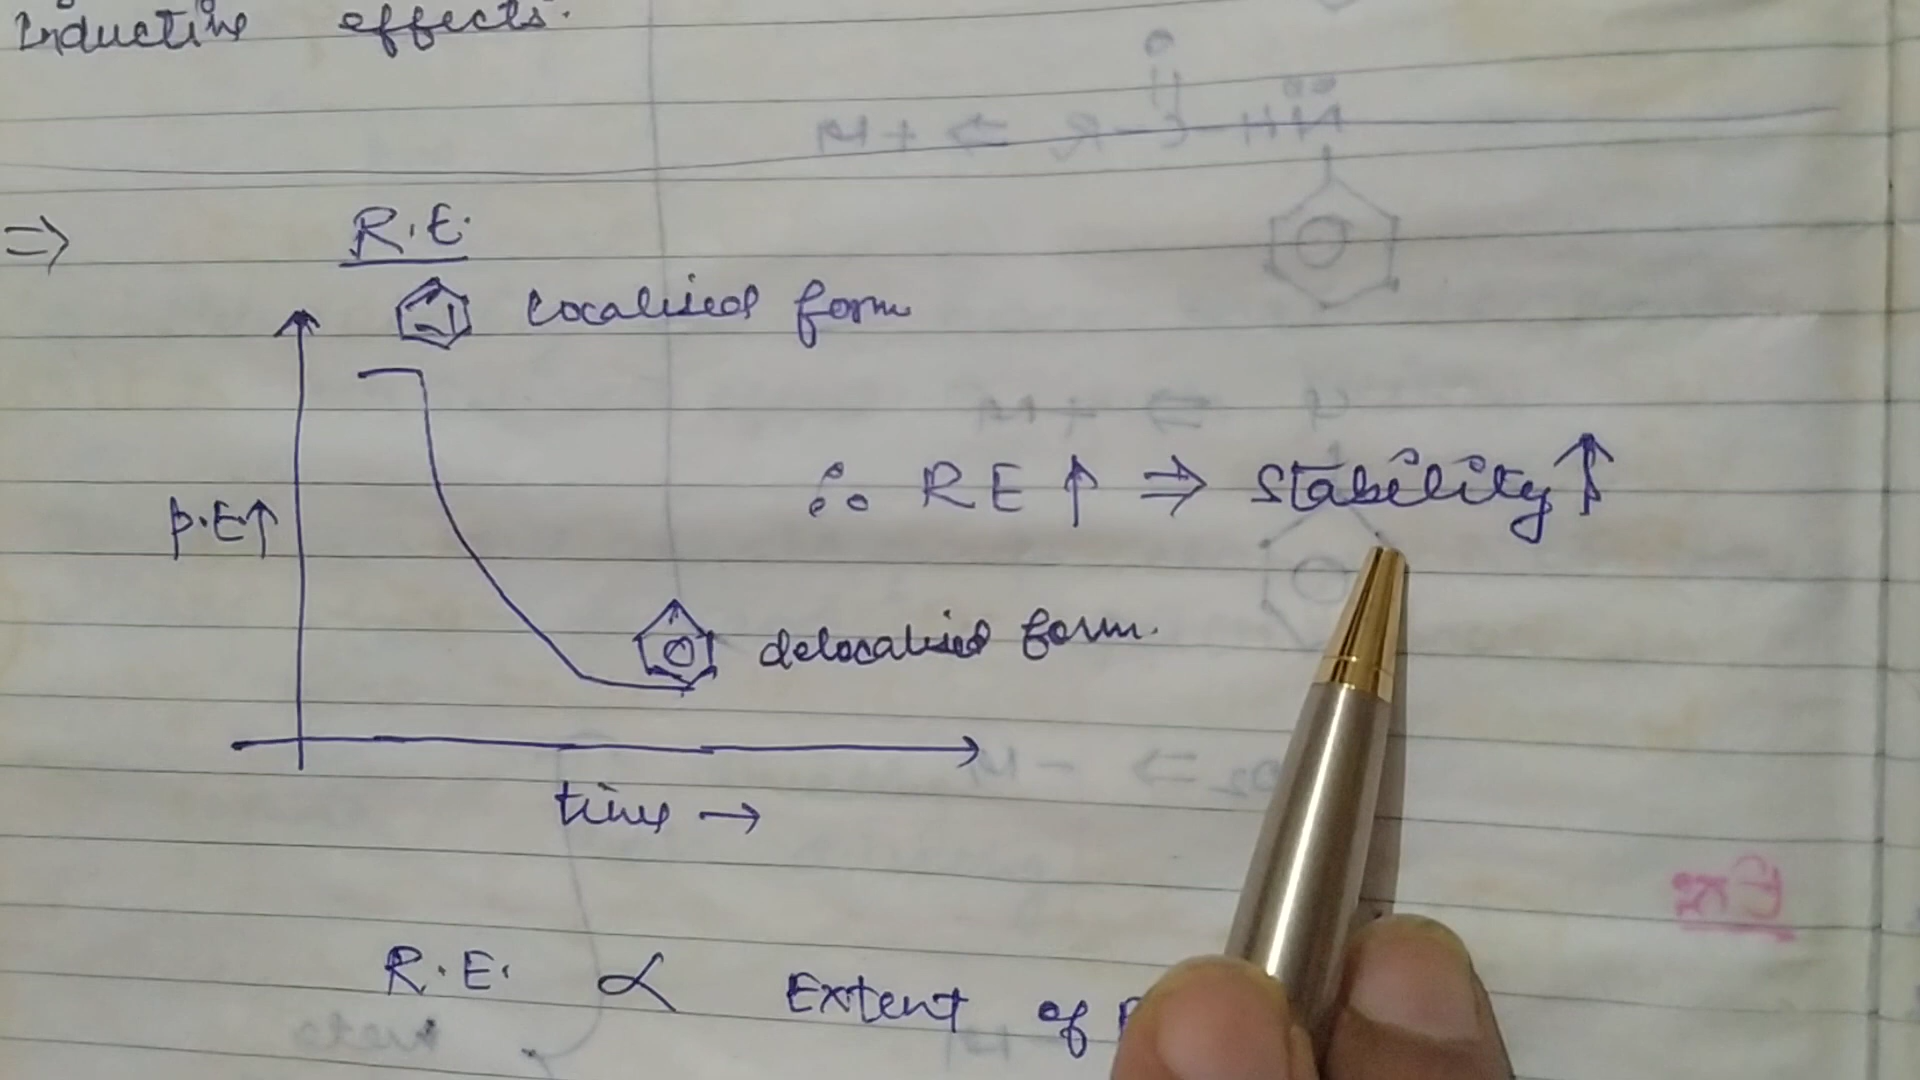 Inductive effects.
⇒ R.E.
localised form
P.E↑
∴ RE ↑ ⇒ stability ↑
delocalised form.
time →
R.E. ∝ Extent of